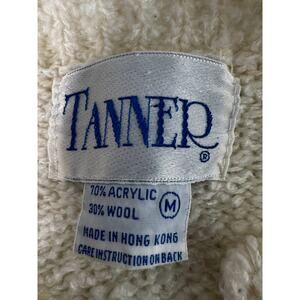 TANNER®
70% ACRYLIC
30% WOOL M
MADE IN HONG KONG
CARE INSTRUCTION ON BACK